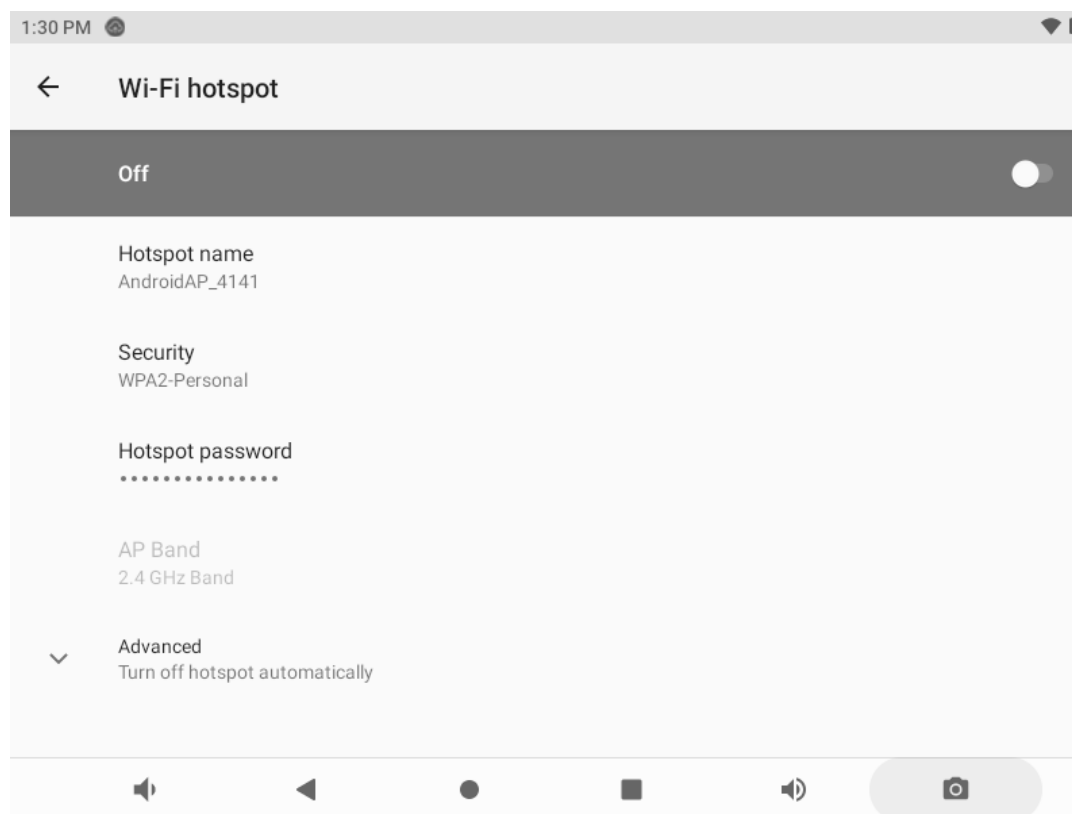 1:30 PM
Wi-Fi hotspot
Off
Hotspot name
AndroidAP_4141
Security
WPA2-Personal
Hotspot password
•••••••••••••••
AP Band
2.4 GHz Band
Advanced
Turn off hotspot automatically